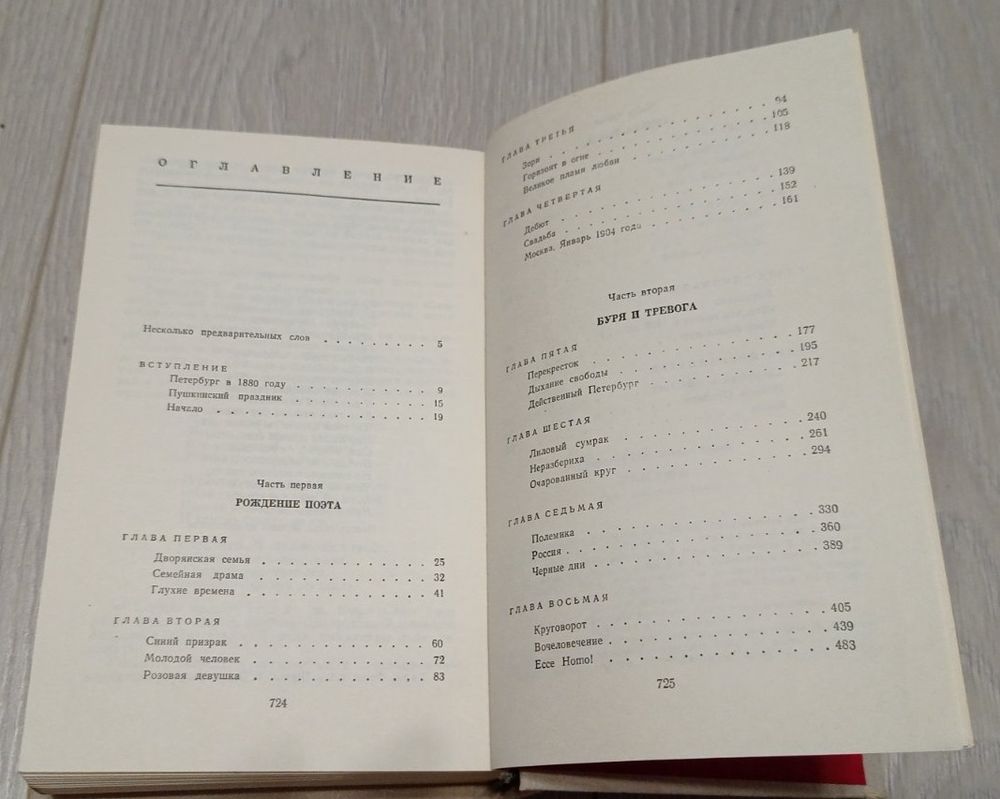 ОГЛАВЛЕНИЕ
Несколько предварительных слов . . . . . . . . 5
ВСТУПЛЕНИЕ
Петербург в 1880 году . . . . . . . . . . 9
Пушкинский праздник . . . . . . . . . . 15
Начало . . . . . . . . . . . . . . . 19
Часть первая
РОЖДЕНИЕ ПОЭТА
ГЛАВА ПЕРВАЯ
Дворянская семья . . . . . . . . . . . 25
Семейная драма . . . . . . . . . . . 32
Глухие времена . . . . . . . . . . . 41
ГЛАВА ВТОРАЯ
Синий призрак . . . . . . . . . . . . 60
Молодой человек . . . . . . . . . . . 72
Розовая девушка . . . . . . . . . . . 83
724
ГЛАВА ТРЕТЬЯ
Зори . . . . . . . . . . . . . . . 94
Горизонт в огне . . . . . . . . . . . . 105
Великое пламя любви . . . . . . . . . . 118
ГЛАВА ЧЕТВЕРТАЯ
Дебют . . . . . . . . . . . . . . . 139
Свадьба . . . . . . . . . . . . . . 152
Москва. Январь 1904 года . . . . . . . . . 161
Часть вторая
БУРЯ И ТРЕВОГА
ГЛАВА ПЯТАЯ
Перекресток . . . . . . . . . . . . . 177
Дыхание свободы . . . . . . . . . . . 195
Действенный Петербург . . . . . . . . . 217
ГЛАВА ШЕСТАЯ
Лиловый сумрак . . . . . . . . . . . . 240
Неразбериха . . . . . . . . . . . . . 261
Очарованный круг . . . . . . . . . . . 294
ГЛАВА СЕДЬМАЯ
Полемика . . . . . . . . . . . . . . 330
Россия . . . . . . . . . . . . . . . 360
Черные дни . . . . . . . . . . . . . 389
ГЛАВА ВОСЬМАЯ
Круговорот . . . . . . . . . . . . . 405
Вочеловечение . . . . . . . . . . . . 439
Ecce Homo! . . . . . . . . . . . . . 483
725